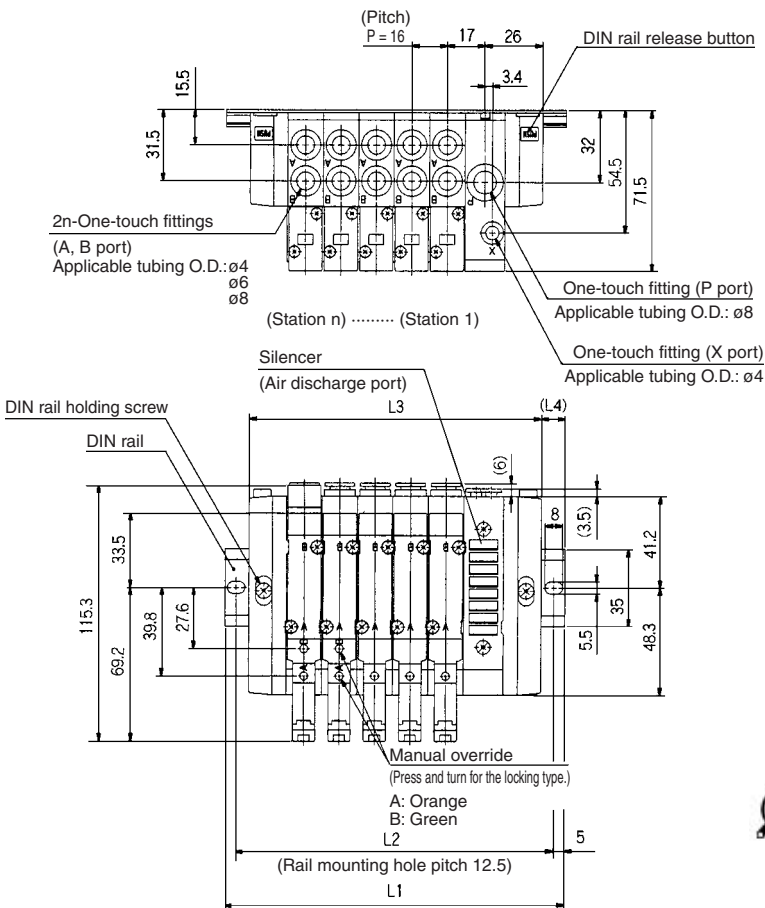 (Pitch)
P = 16
17
26
DIN rail release button
3.4
15.5
31.5
32
54.5
71.5
PUSH
PUSH
A A A A A
B B B B B
P
X
2n-One-touch fittings
(A, B port)
Applicable tubing O.D.: ø4
ø6
ø8
One-touch fitting (P port)
Applicable tubing O.D.: ø8
(Station n) ········· (Station 1)
One-touch fitting (X port)
Applicable tubing O.D.: ø4
Silencer
(Air discharge port)
L3
(L4)
DIN rail holding screw
DIN rail
(6)
(3.5)
8
41.2
33.5
115.3
39.8
27.6
69.2
35
5.5
48.3
B B B B B
A A A A A
B B
A A
Manual override
(Press and turn for the locking type.)
A: Orange
B: Green
L2
5
(Rail mounting hole pitch 12.5)
L1